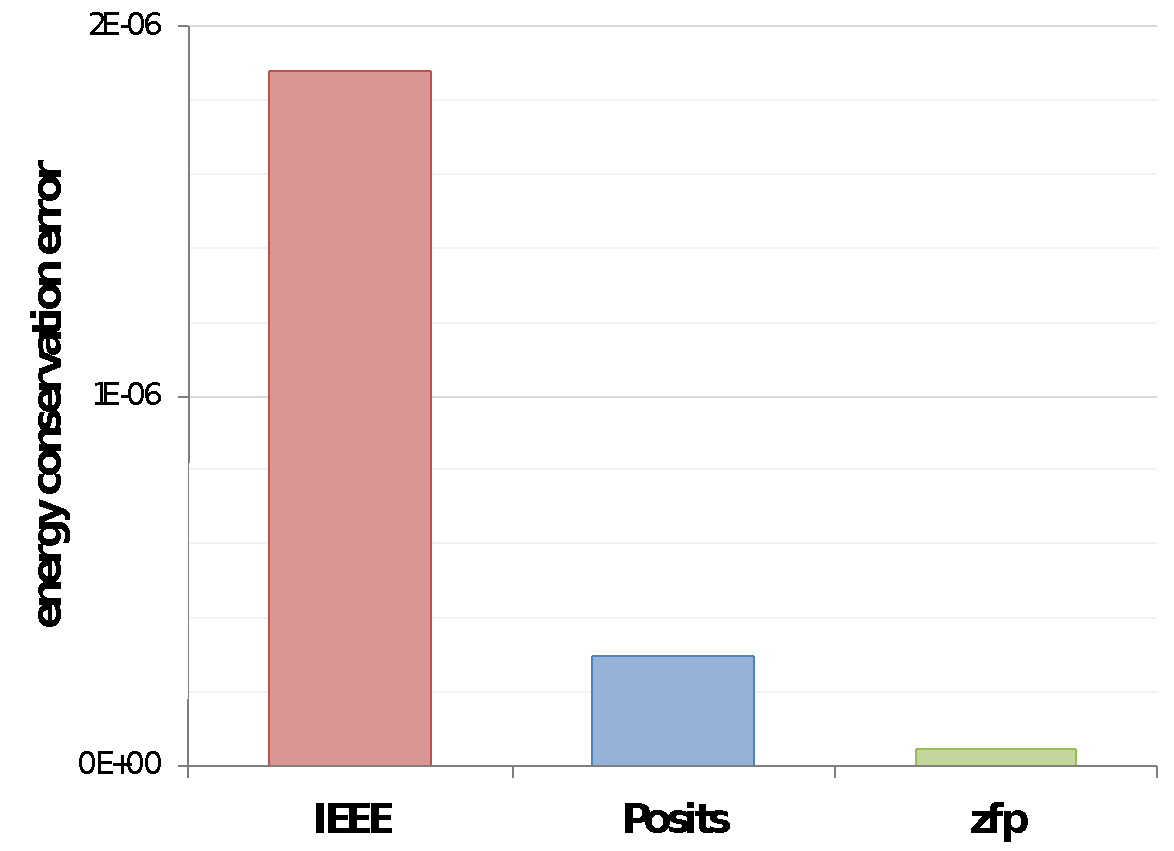 2E-06
1E-06
0E+00
energy conservation error
IEEE
Posits
zfp